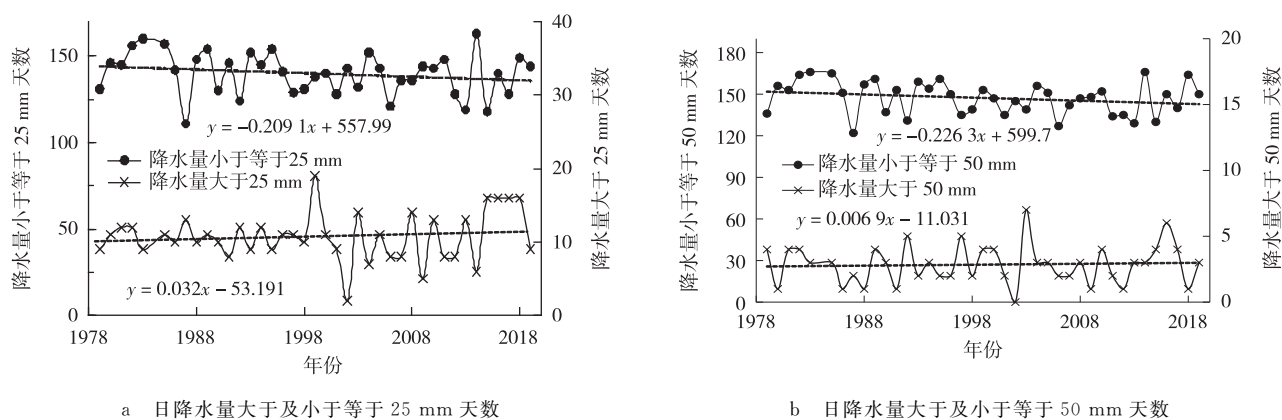 降水量小于等于 25 mm 天数
150
100
50
0
y = −0.209 1x + 557.99
降水量小于等于25 mm
降水量大于25 mm
y = 0.032x − 53.191
40
30
20
10
0
降水量大于 25 mm 天数
1978 1988 1998 2008 2018
年份
a 日降水量大于及小于等于 25 mm 天数
降水量小于等于 50 mm 天数
180
150
120
90
60
30
0
y = −0.226 3x + 599.7
降水量小于等于 50 mm
降水量大于 50 mm
y = 0.006 9x − 11.031
20
15
10
5
0
降水量大于 50 mm 天数
1978 1988 1998 2008 2018
年份
b 日降水量大于及小于等于 50 mm 天数